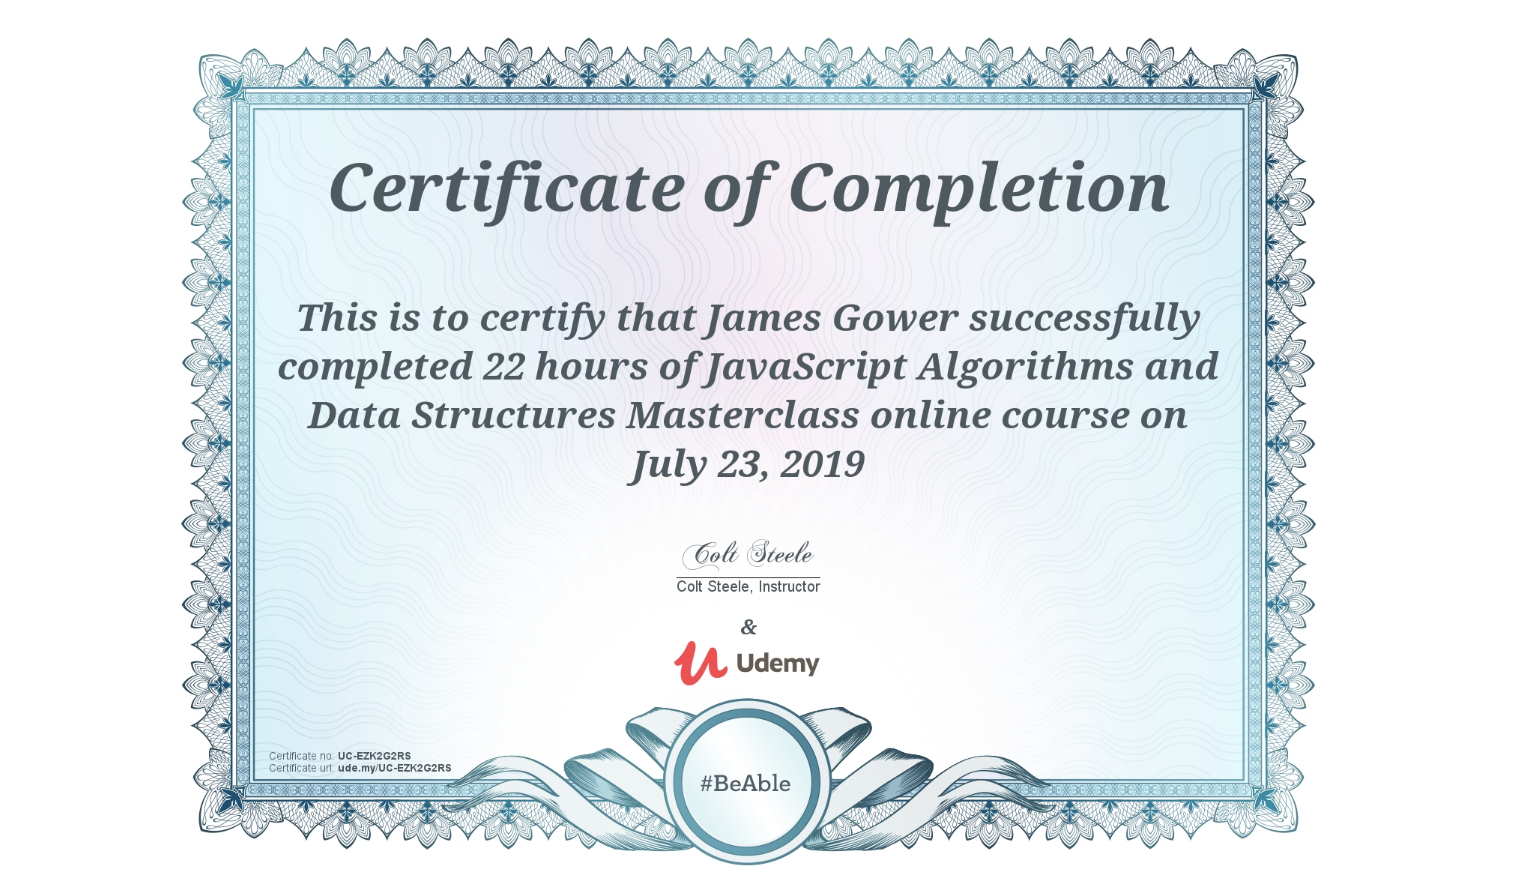 Certificate of Completion
This is to certify that James Gower successfully
completed 22 hours of JavaScript Algorithms and
Data Structures Masterclass online course on
July 23, 2019
Colt Steele
Colt Steele, Instructor
&
Udemy
Certificate no: UC-EZK2G2RS
Certificate url: ude.my/UC-EZK2G2RS
#BeAble